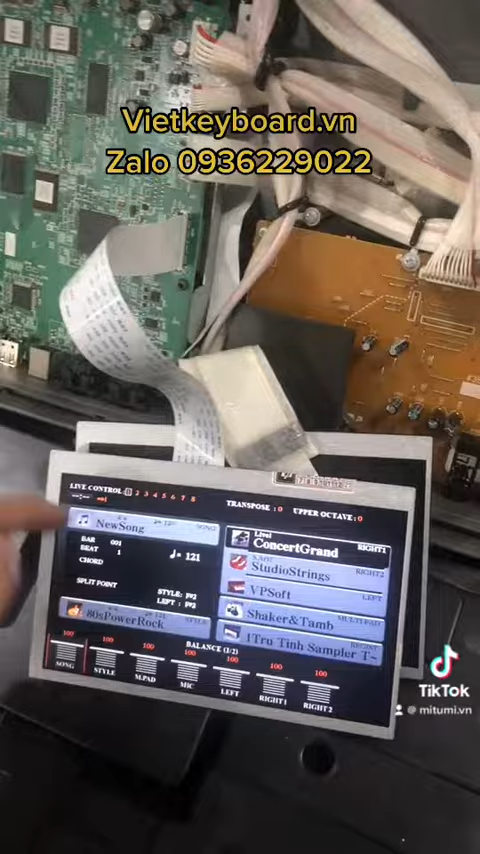 Vietkeyboard.vn
Zalo 0936229022
LIVE CONTROL 1 2 3 4 5 6 7 8
TRANSPOSE : 0 UPPER OCTAVE : 0
NewSong
SONG
BAR 001
BEAT 1
CHORD
♩= 121
SPLIT POINT
STYLE: F#2
LEFT : F#2
80sPowerRock
STYLE
Live!
ConcertGrand
RIGHT1
StudioStrings
RIGHT2
VPSoft
LEFT
Shaker&Tamb
MULTI PAD
1Tru Tinh Sampler T~
REGIST
BALANCE (1/2)
100 100 100 100 100 100 100
SONG STYLE M.PAD MIC LEFT RIGHT1 RIGHT2
TikTok
@ mitumi.vn